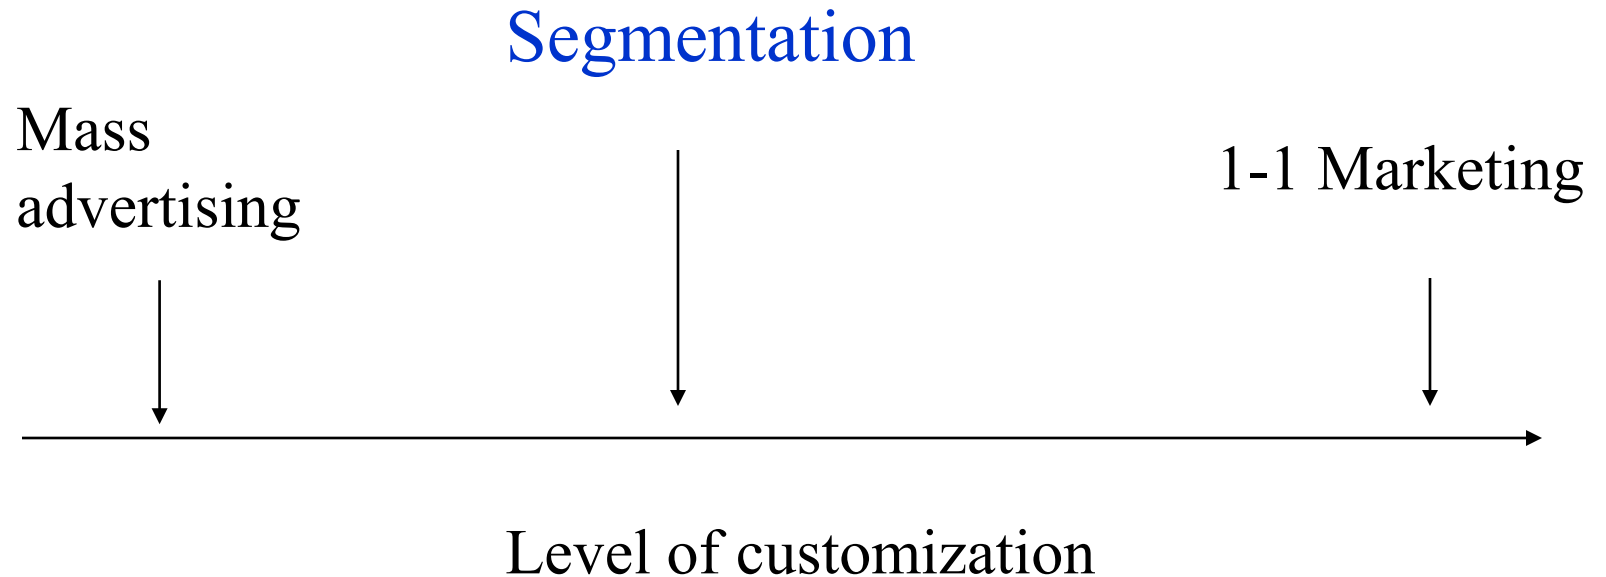 Segmentation
Mass
advertising
1-1 Marketing
Level of customization